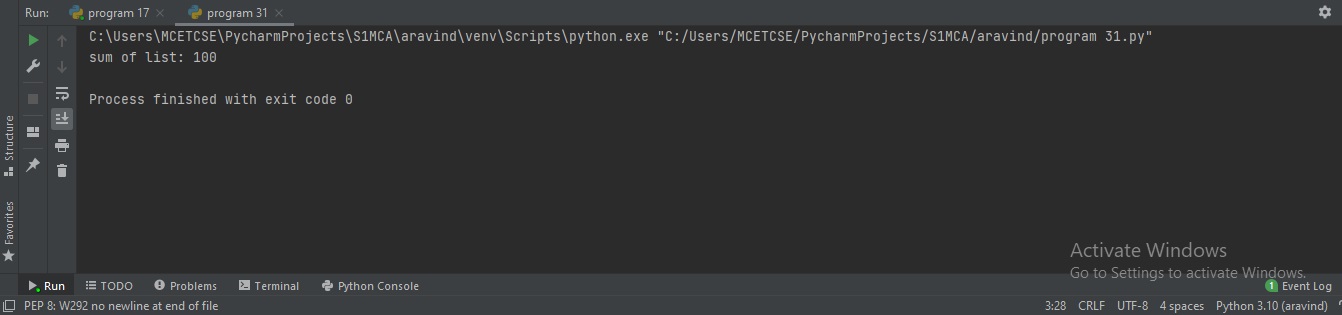 Run: program 17 program 31
C:\Users\MCETCSE\PycharmProjects\S1MCA\aravind\venv\Scripts\python.exe "C:/Users/MCETCSE/PycharmProjects/S1MCA/aravind/program 31.py"
sum of list: 100
Process finished with exit code 0
Structure
Favorites
Activate Windows
Go to Settings to activate Windows.
Run TODO Problems Terminal Python Console 1 Event Log
PEP 8: W292 no newline at end of file 3:28 CRLF UTF-8 4 spaces Python 3.10 (aravind)